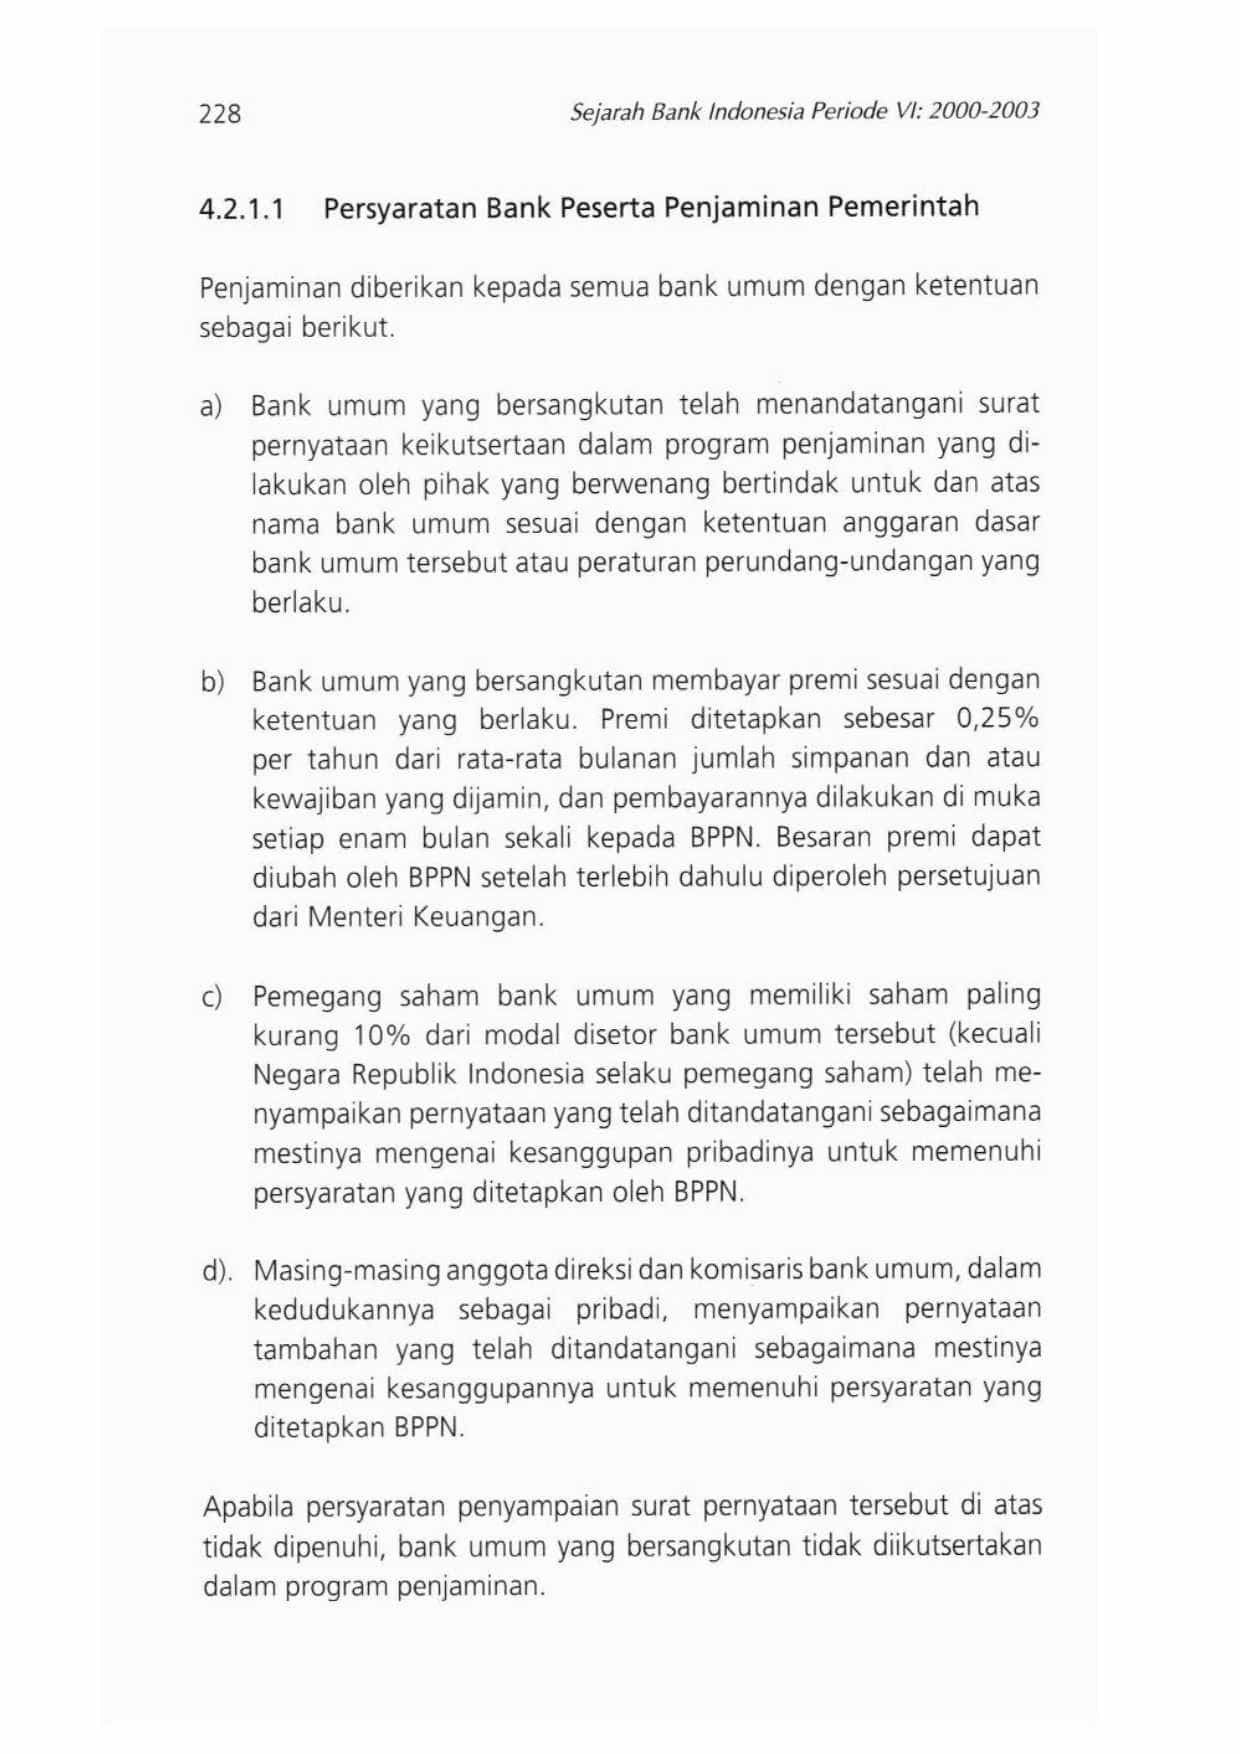 228
Sejarah Bank Indonesia Periode VI: 2000-2003
4.2.1.1 Persyaratan Bank Peserta Penjaminan Pemerintah
Penjaminan diberikan kepada semua bank umum dengan ketentuan
sebagai berikut.
a) Bank umum yang bersangkutan telah menandatangani surat
pernyataan keikutsertaan dalam program penjaminan yang di-
lakukan oleh pihak yang berwenang bertindak untuk dan atas
nama bank umum sesuai dengan ketentuan anggaran dasar
bank umum tersebut atau peraturan perundang-undangan yang
berlaku.
b) Bank umum yang bersangkutan membayar premi sesuai dengan
ketentuan yang berlaku. Premi ditetapkan sebesar 0,25%
per tahun dari rata-rata bulanan jumlah simpanan dan atau
kewajiban yang dijamin, dan pembayarannya dilakukan di muka
setiap enam bulan sekali kepada BPPN. Besaran premi dapat
diubah oleh BPPN setelah terlebih dahulu diperoleh persetujuan
dari Menteri Keuangan.
c) Pemegang saham bank umum yang memiliki saham paling
kurang 10% dari modal disetor bank umum tersebut (kecuali
Negara Republik Indonesia selaku pemegang saham) telah me-
nyampaikan pernyataan yang telah ditandatangani sebagaimana
mestinya mengenai kesanggupan pribadinya untuk memenuhi
persyaratan yang ditetapkan oleh BPPN.
d). Masing-masing anggota direksi dan komisaris bank umum, dalam
kedudukannya sebagai pribadi, menyampaikan pernyataan
tambahan yang telah ditandatangani sebagaimana mestinya
mengenai kesanggupannya untuk memenuhi persyaratan yang
ditetapkan BPPN.
Apabila persyaratan penyampaian surat pernyataan tersebut di atas
tidak dipenuhi, bank umum yang bersangkutan tidak diikutsertakan
dalam program penjaminan.